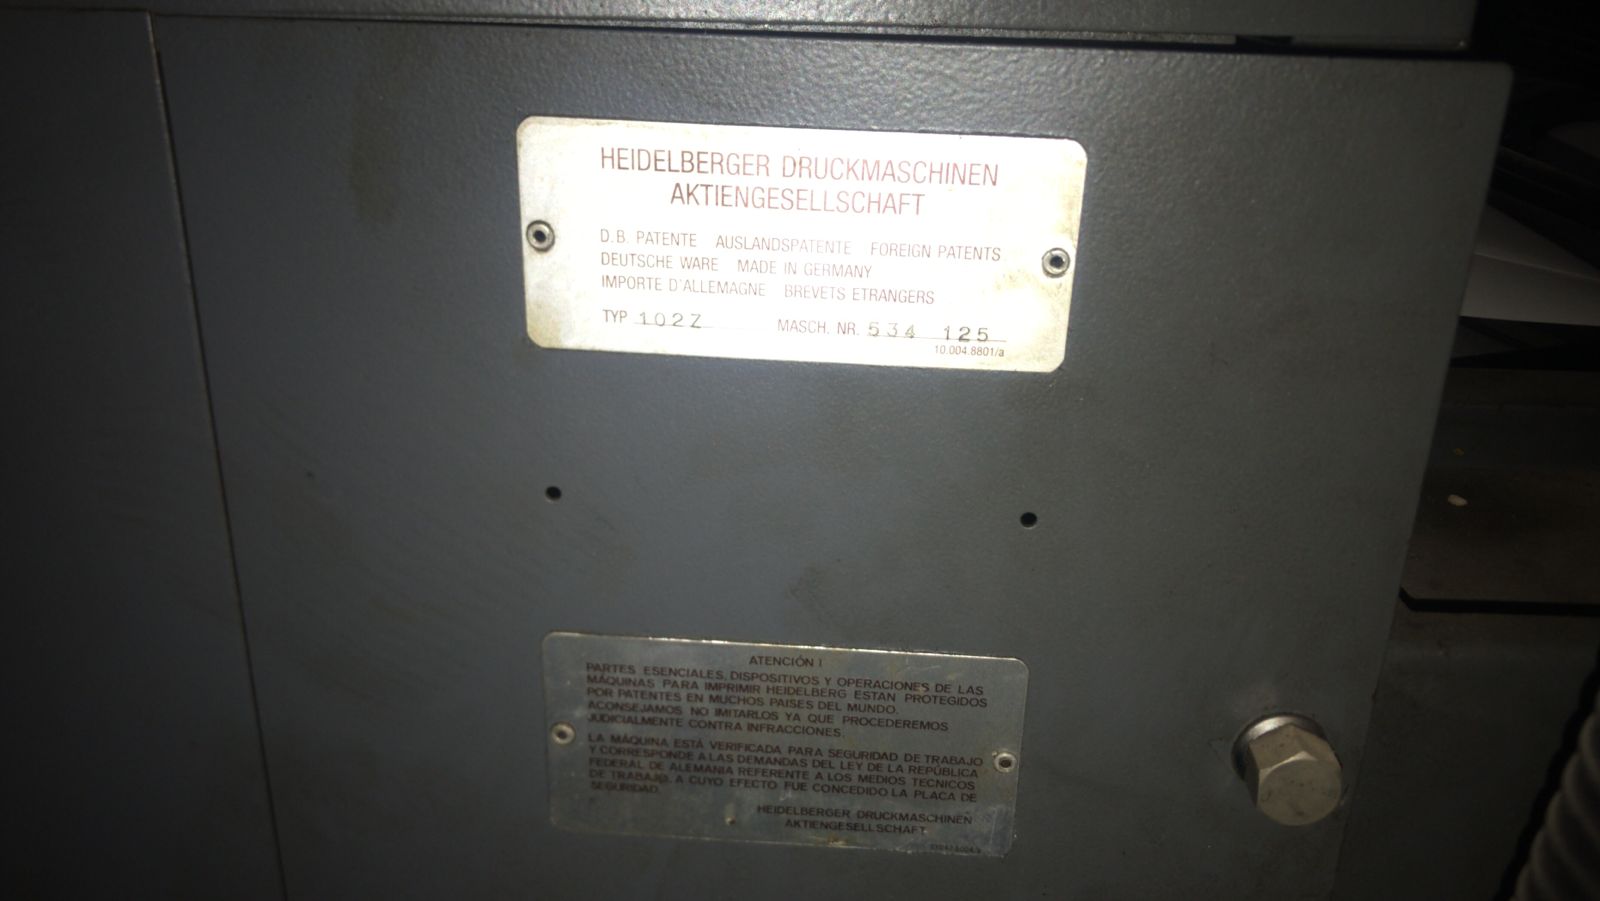 HEIDELBERGER DRUCKMASCHINEN
AKTIENGESELLSCHAFT
D.B. PATENTE AUSLANDSPATENTE FOREIGN PATENTS
DEUTSCHE WARE MADE IN GERMANY
IMPORTE D'ALLEMAGNE BREVETS ETRANGERS
TYP 102Z MASCH. NR. 534 125
10.004.8801/a
ATENCIÓN !
PARTES ESENCIALES, DISPOSITIVOS Y OPERACIONES DE LAS
MÁQUINAS PARA IMPRIMIR HEIDELBERG ESTAN PROTEGIDOS
POR PATENTES EN MUCHOS PAISES DEL MUNDO.
ACONSEJAMOS NO IMITARLOS YA QUE PROCEDEREMOS
JUDICIALMENTE CONTRA INFRACCIONES.
LA MÁQUINA ESTÁ VERIFICADA PARA SEGURIDAD DE TRABAJO
Y CORRESPONDE A LAS DEMANDAS DEL LEY DE LA REPÚBLICA
FEDERAL DE ALEMANIA REFERENTE A LOS MEDIOS TECNICOS
DE TRABAJO. A CUYO EFECTO FUE CONCEDIDO LA PLACA DE
SEGURIDAD.
HEIDELBERGER DRUCKMASCHINEN
AKTIENGESELLSCHAFT